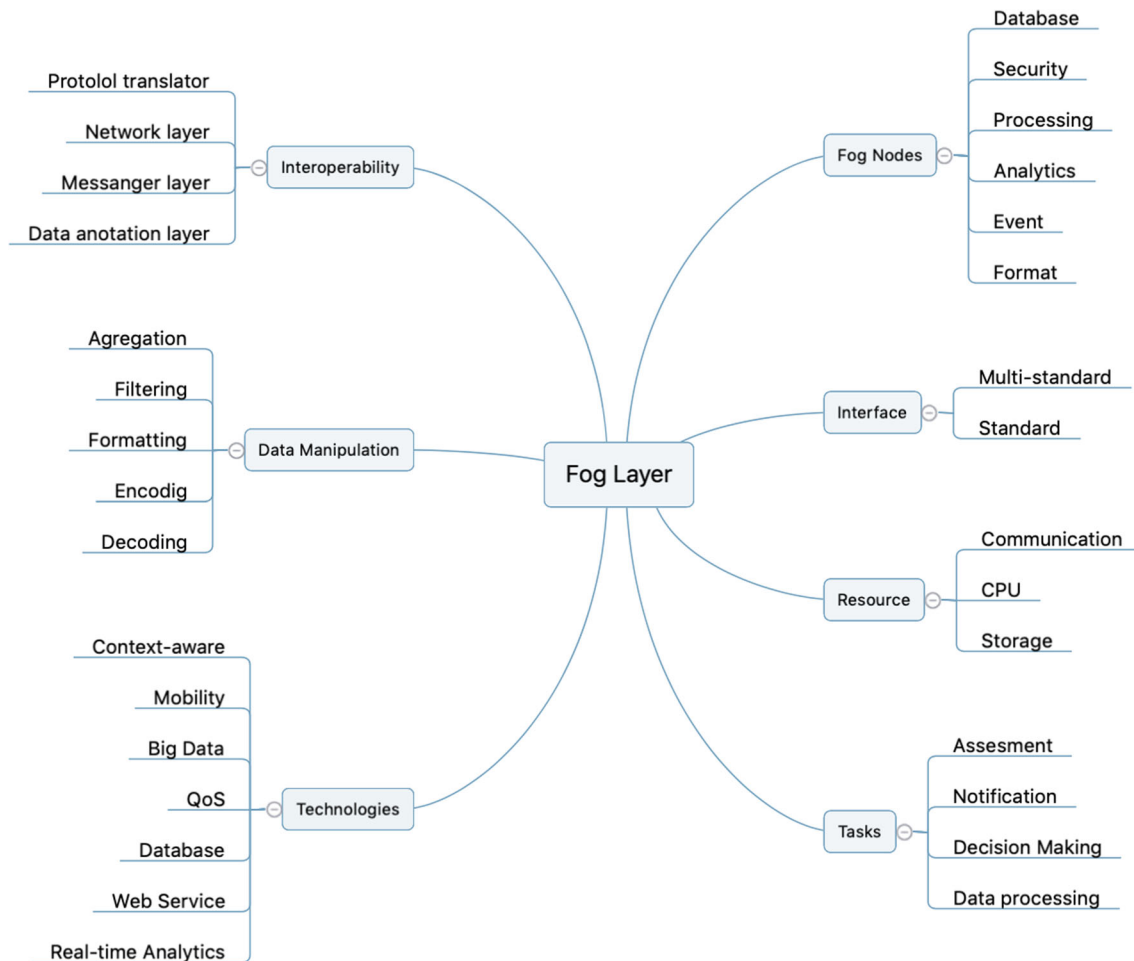 Fog Layer
Interoperability
Protolol translator
Network layer
Messanger layer
Data anotation layer
Data Manipulation
Agregation
Filtering
Formatting
Encodig
Decoding
Technologies
Context-aware
Mobility
Big Data
QoS
Database
Web Service
Real-time Analytics
Fog Nodes
Database
Security
Processing
Analytics
Event
Format
Interface
Multi-standard
Standard
Resource
Communication
CPU
Storage
Tasks
Assesment
Notification
Decision Making
Data processing